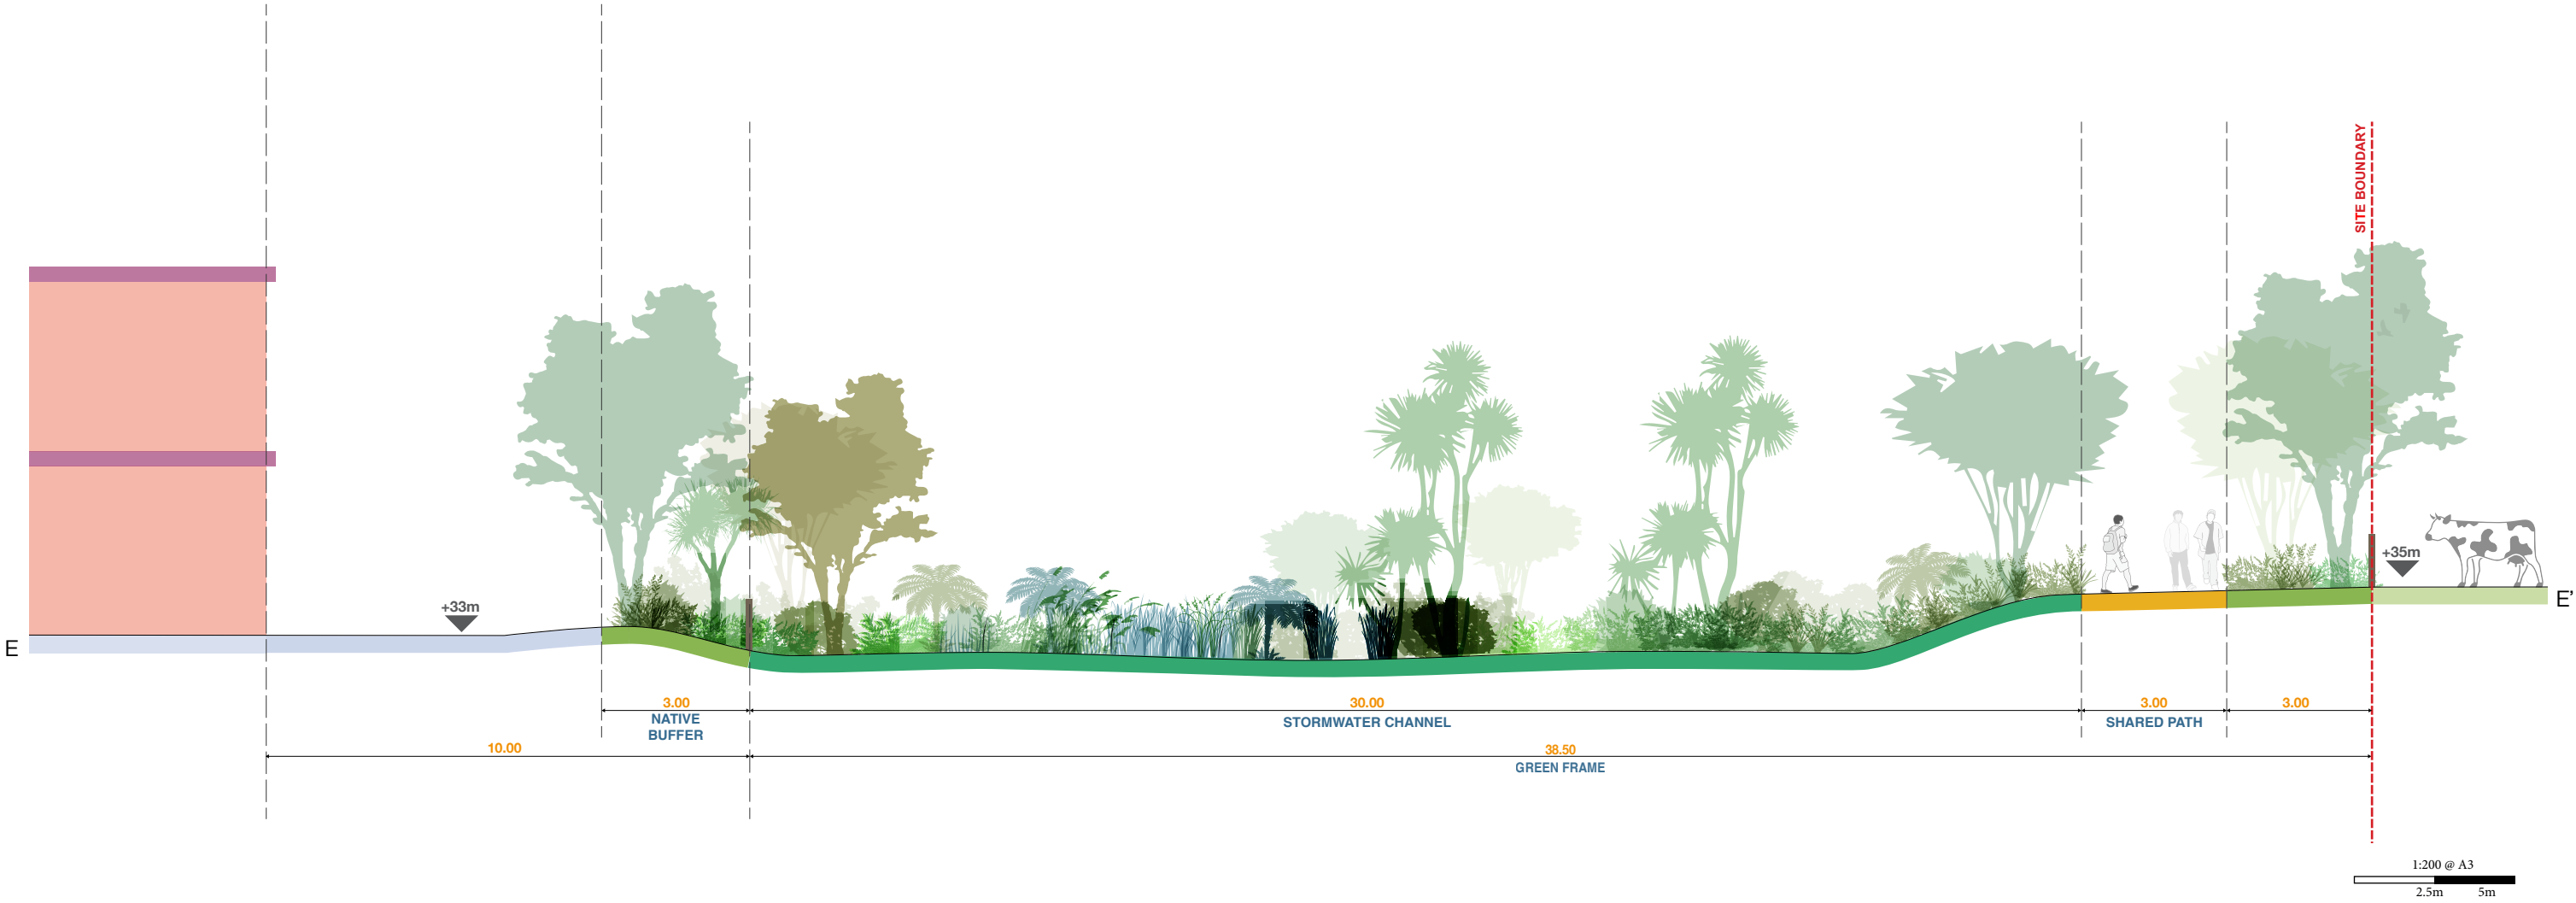 SITE BOUNDARY
+33m
+35m
E
E'
3.00
NATIVE
BUFFER
30.00
STORMWATER CHANNEL
3.00
SHARED PATH
3.00
10.00
38.50
GREEN FRAME
1:200 @ A3
2.5m
5m